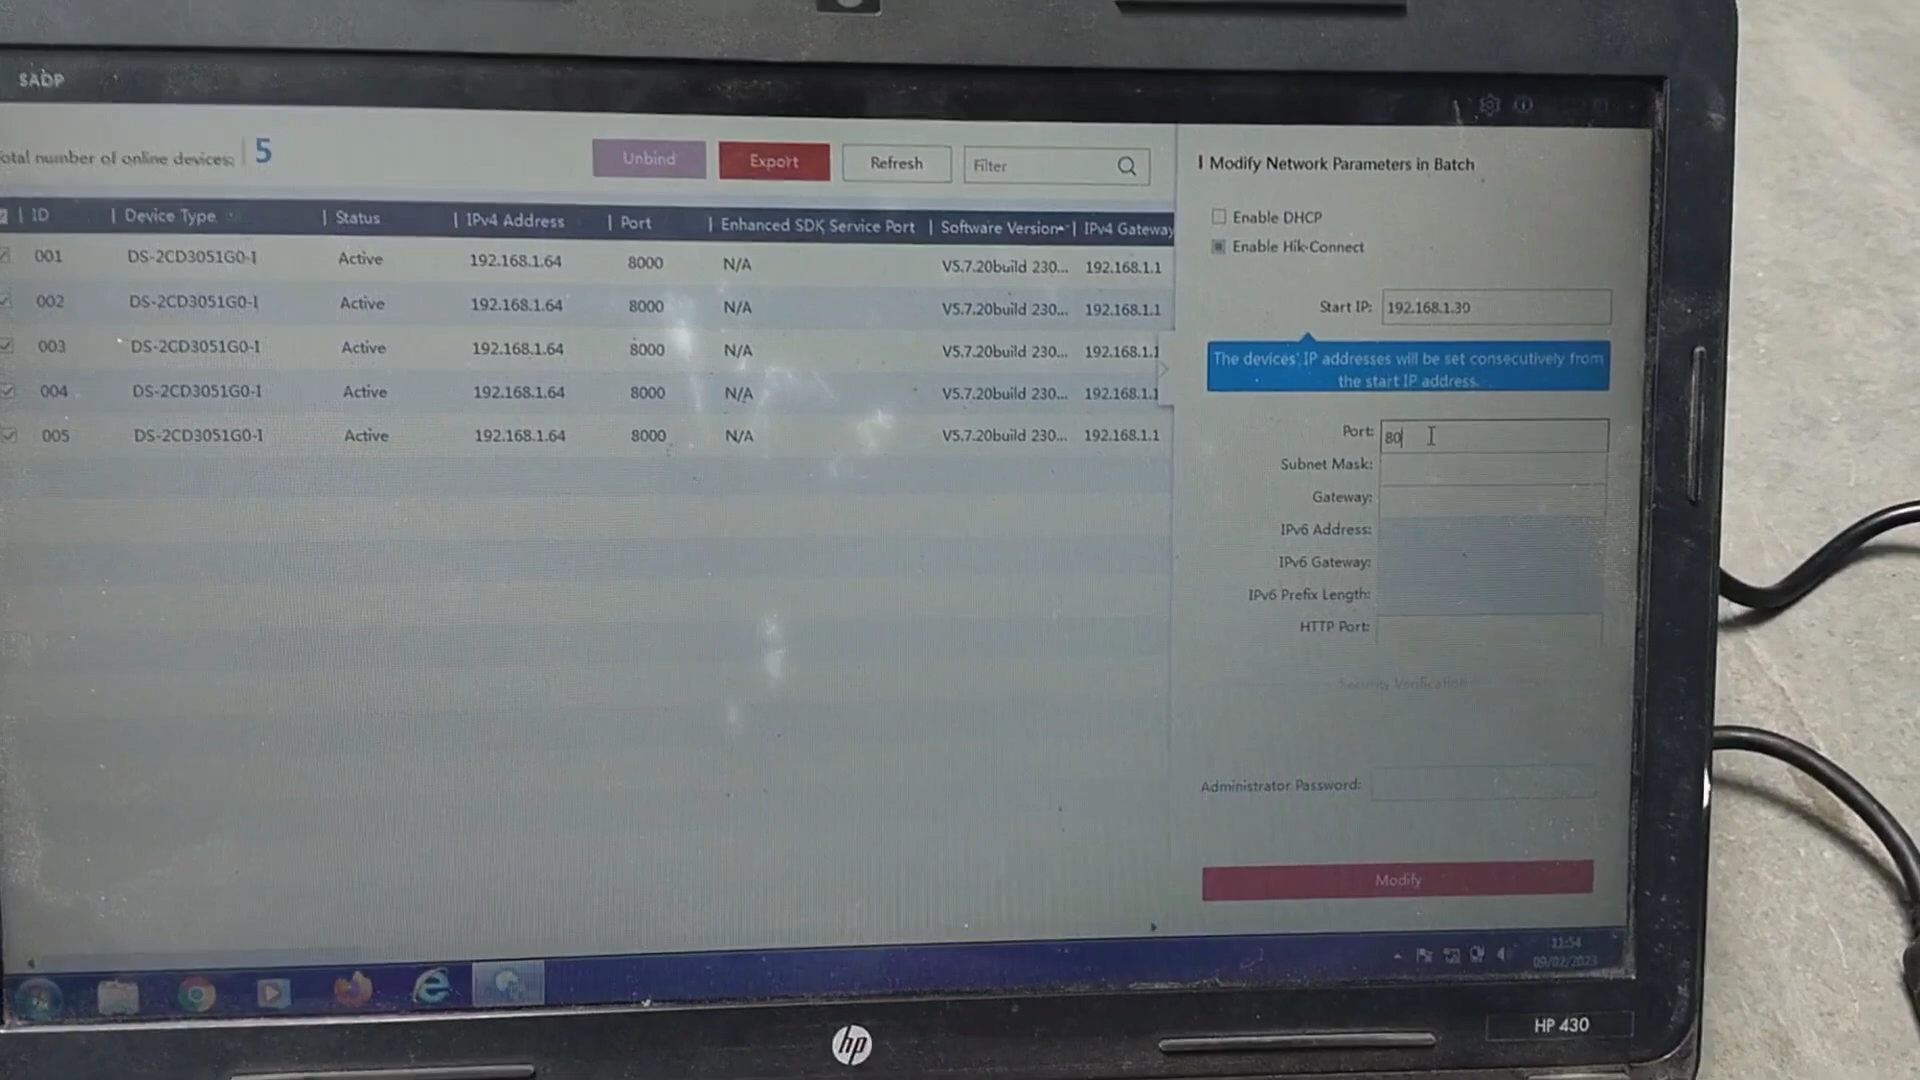 SADP
otal number of online devices: 5
Unbind
Export
Refresh
Filter
ID | Device Type | Status | IPv4 Address | Port | Enhanced SDK Service Port | Software Version | IPv4 Gateway
001 DS-2CD3051G0-I Active 192.168.1.64 8000 N/A V5.7.20build 230... 192.168.1.1
002 DS-2CD3051G0-I Active 192.168.1.64 8000 N/A V5.7.20build 230... 192.168.1.1
003 DS-2CD3051G0-I Active 192.168.1.64 8000 N/A V5.7.20build 230... 192.168.1.1
004 DS-2CD3051G0-I Active 192.168.1.64 8000 N/A V5.7.20build 230... 192.168.1.1
005 DS-2CD3051G0-I Active 192.168.1.64 8000 N/A V5.7.20build 230... 192.168.1.1
Modify Network Parameters in Batch
Enable DHCP
Enable Hik-Connect
Start IP: 192.168.1.30
The devices' IP addresses will be set consecutively from
the start IP address.
Port: 80
Subnet Mask:
Gateway:
IPv6 Address:
IPv6 Gateway:
IPv6 Prefix Length:
HTTP Port:
Security Verification
Administrator Password:
Modify
11:54
09/02/2023
hp
HP 430